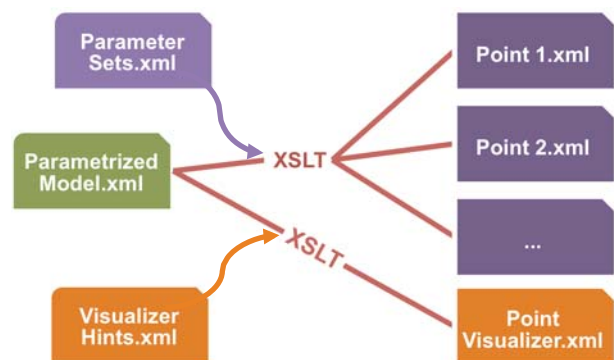 Parameter
Sets.xml
Parametrized
Model.xml
Visualizer
Hints.xml
XSLT
XSLT
Point 1.xml
Point 2.xml
...
Point
Visualizer.xml